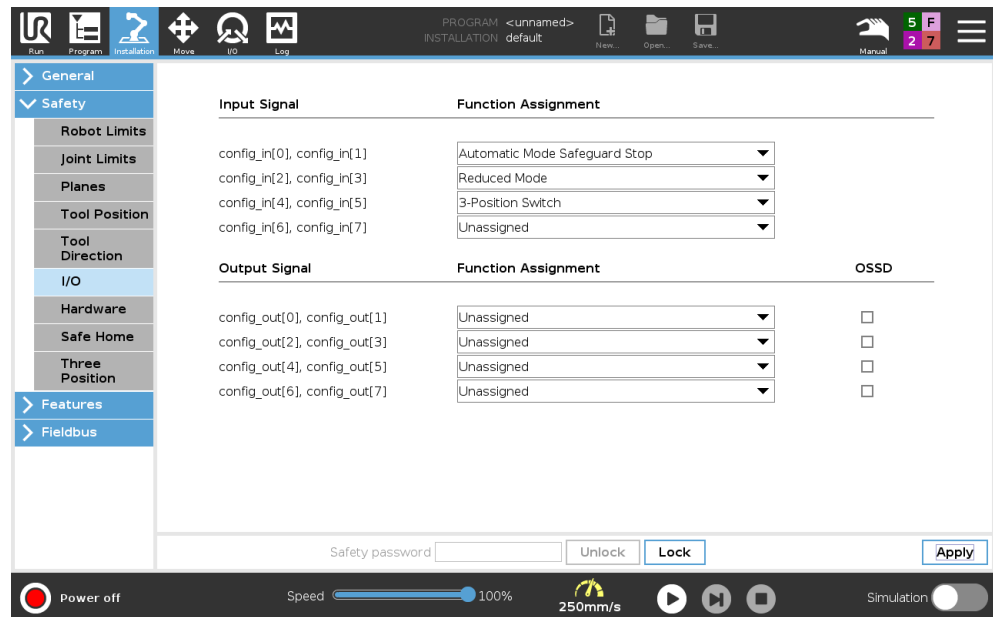 PROGRAM <unnamed>
INSTALLATION default
UR
Run
Program
Installation
Move
I/O
Log
New...
Open...
Save...
Manual
5 F
2 7
General
Safety
Robot Limits
Joint Limits
Planes
Tool Position
Tool
Direction
I/O
Hardware
Safe Home
Three
Position
Features
Fieldbus
Input Signal Function Assignment
config_in[0], config_in[1] Automatic Mode Safeguard Stop
config_in[2], config_in[3] Reduced Mode
config_in[4], config_in[5] 3-Position Switch
config_in[6], config_in[7] Unassigned
Output Signal Function Assignment OSSD
config_out[0], config_out[1] Unassigned
config_out[2], config_out[3] Unassigned
config_out[4], config_out[5] Unassigned
config_out[6], config_out[7] Unassigned
Safety password Unlock Lock Apply
Power off Speed 100% 250mm/s Simulation